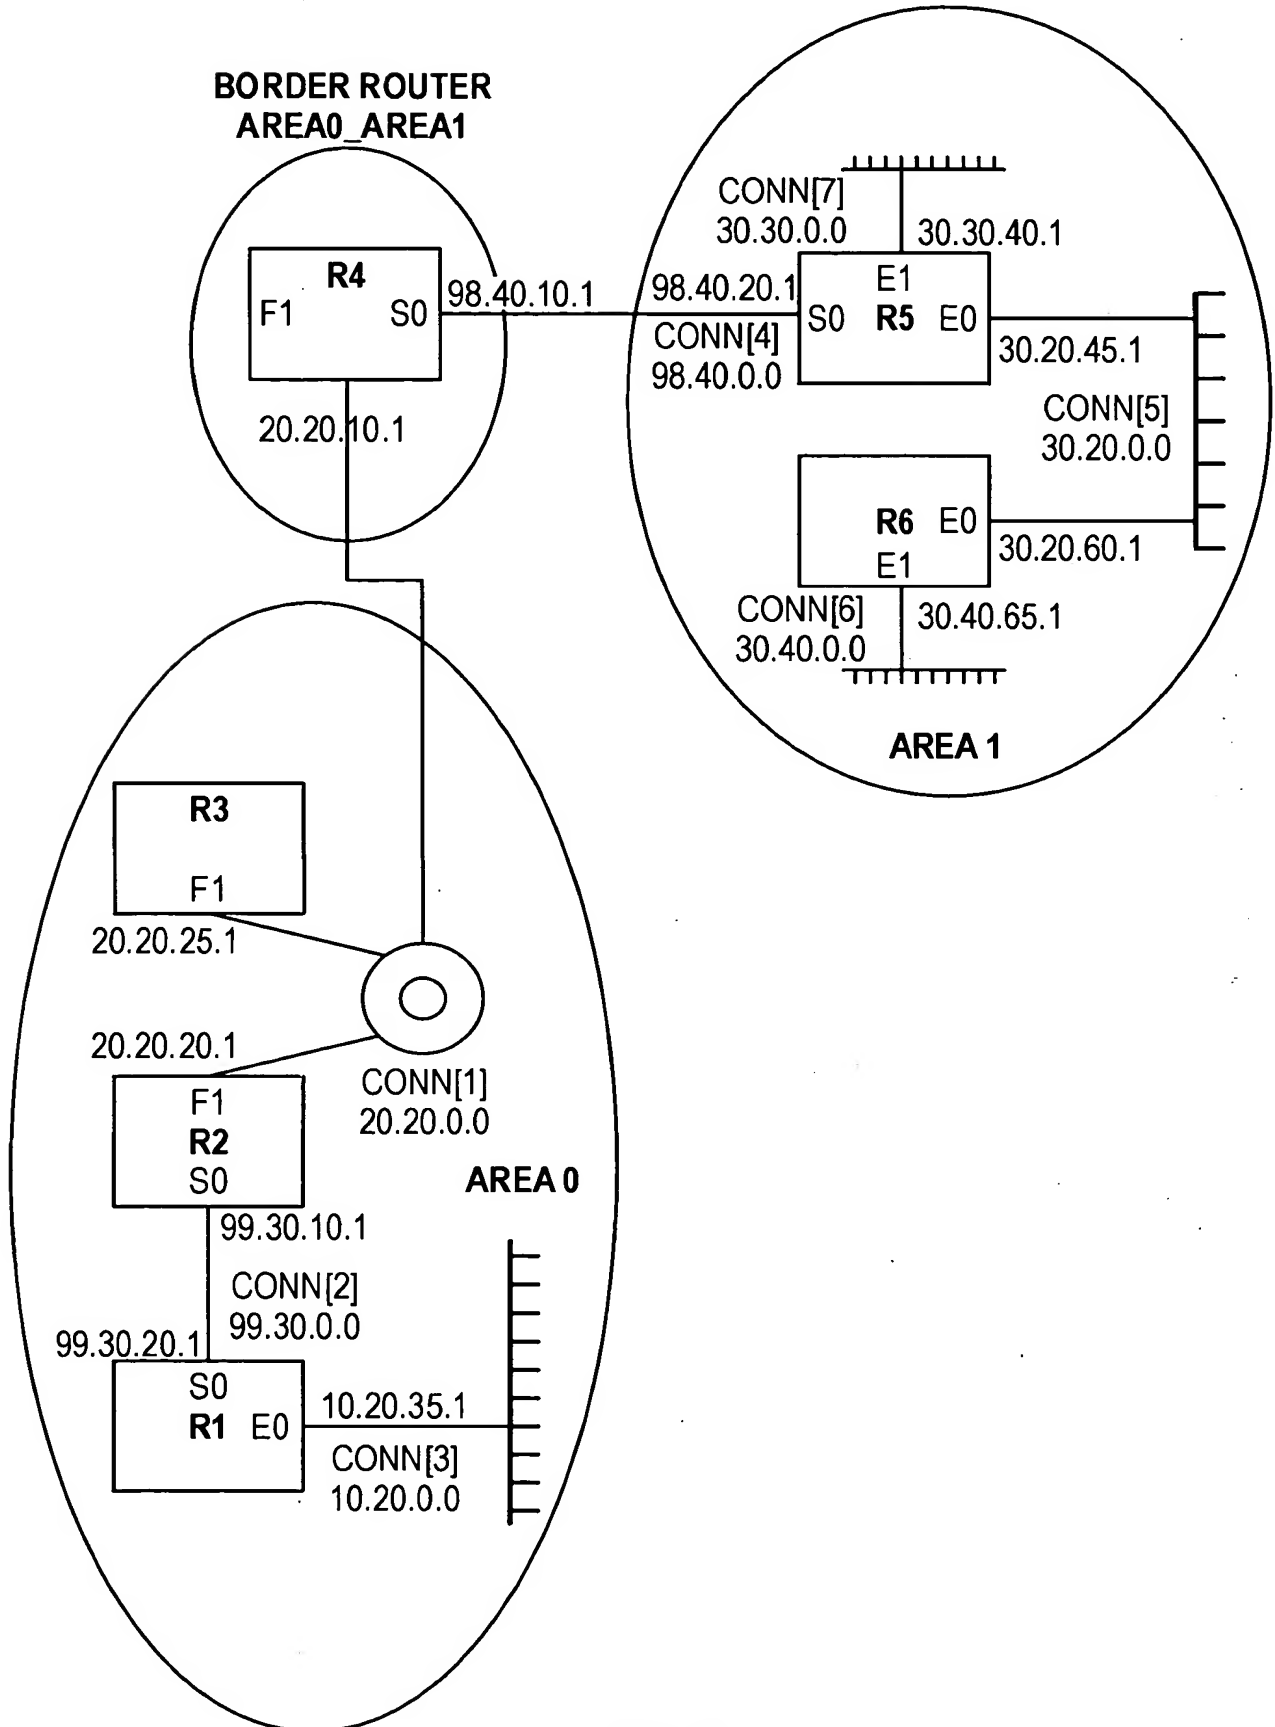 BORDER ROUTER
AREA0_AREA1
R4
F1
S0
98.40.10.1
20.20.10.1
CONN[7]
30.30.0.0
30.30.40.1
98.40.20.1
CONN[4]
98.40.0.0
E1
S0
R5
E0
30.20.45.1
CONN[5]
30.20.0.0
R6
E0
E1
30.20.60.1
CONN[6]
30.40.0.0
30.40.65.1
AREA 1
R3
F1
20.20.25.1
20.20.20.1
CONN[1]
20.20.0.0
F1
R2
S0
AREA 0
99.30.10.1
CONN[2]
99.30.0.0
99.30.20.1
S0
R1
E0
10.20.35.1
CONN[3]
10.20.0.0